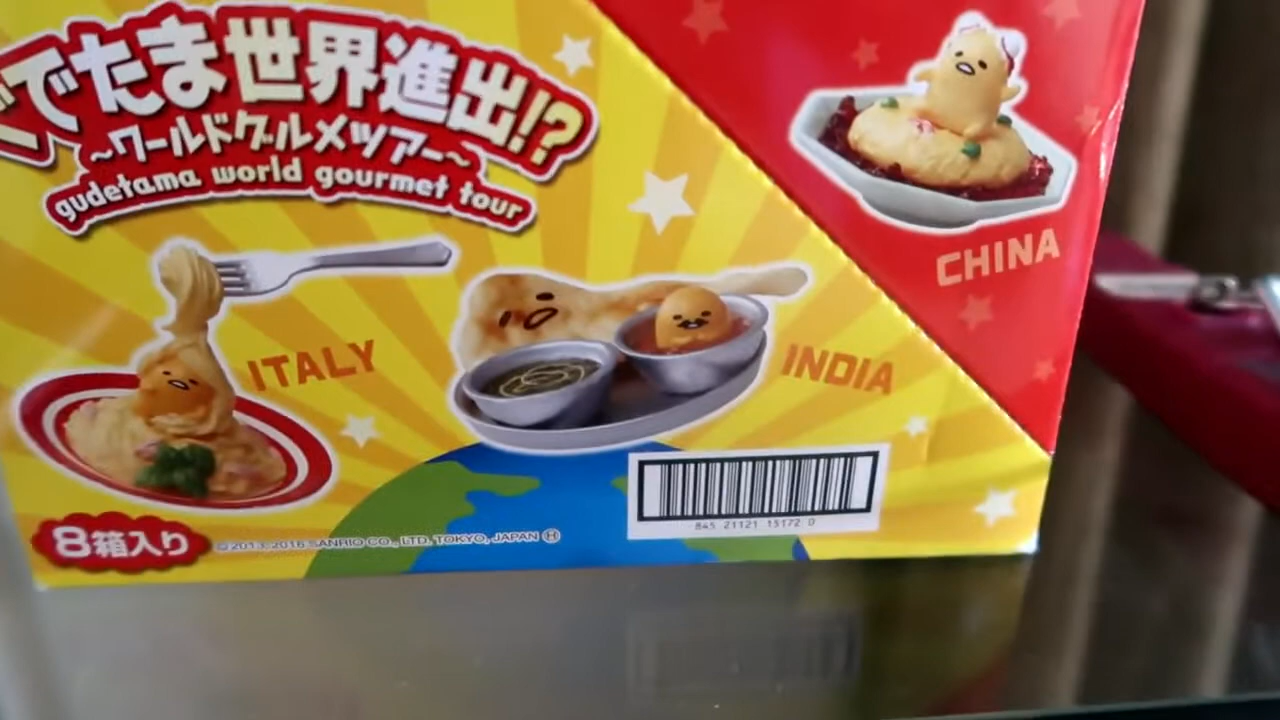 ぐでたま世界進出!?
～ワールドグルメツアー～
gudetama world gourmet tour
CHINA
ITALY
INDIA
845 21121 15172 0
8箱入り
©2013, 2016 SANRIO CO., LTD. TOKYO, JAPAN Ⓗ